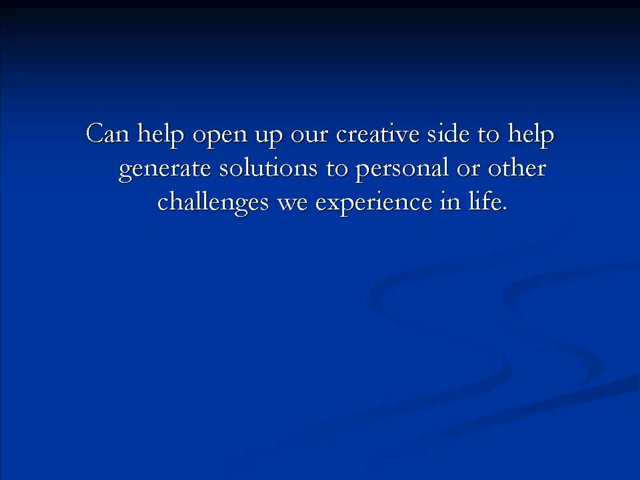 Can help open up our creative side to help
generate solutions to personal or other
challenges we experience in life.